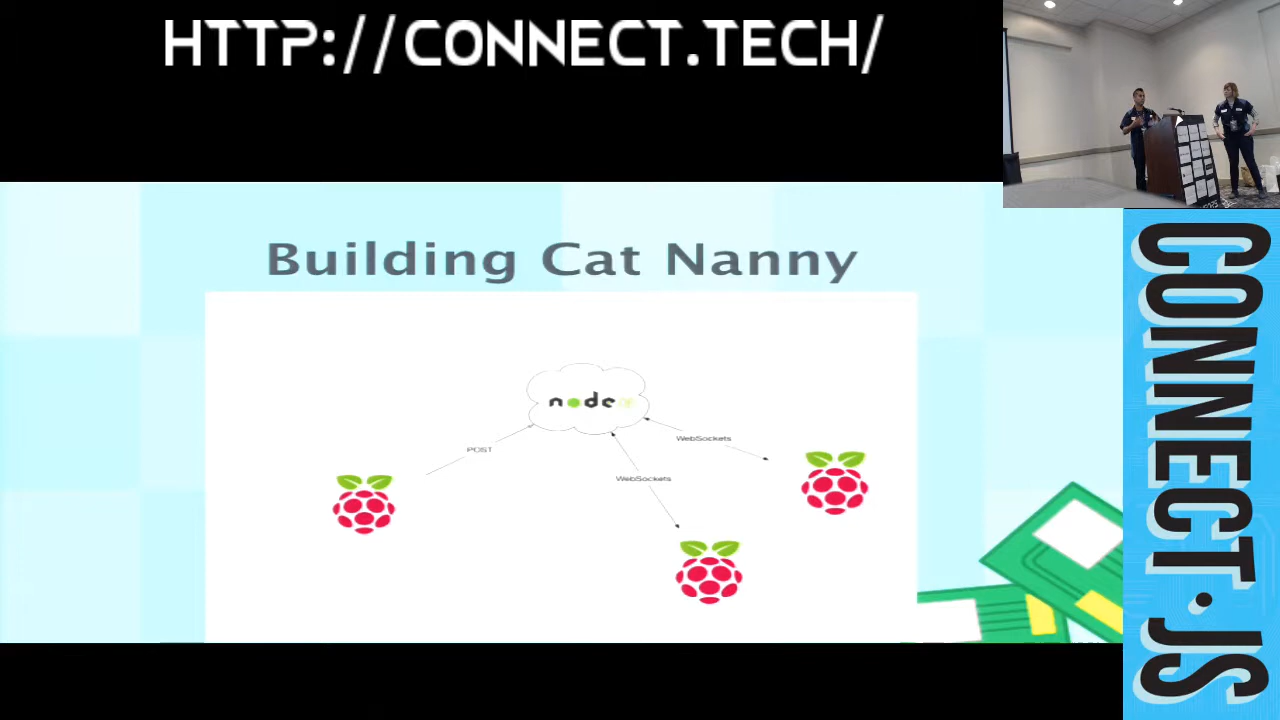 HTTP://CONNECT.TECH/
Building Cat Nanny
node
POST
WebSockets
WebSockets
CONNECT.JS